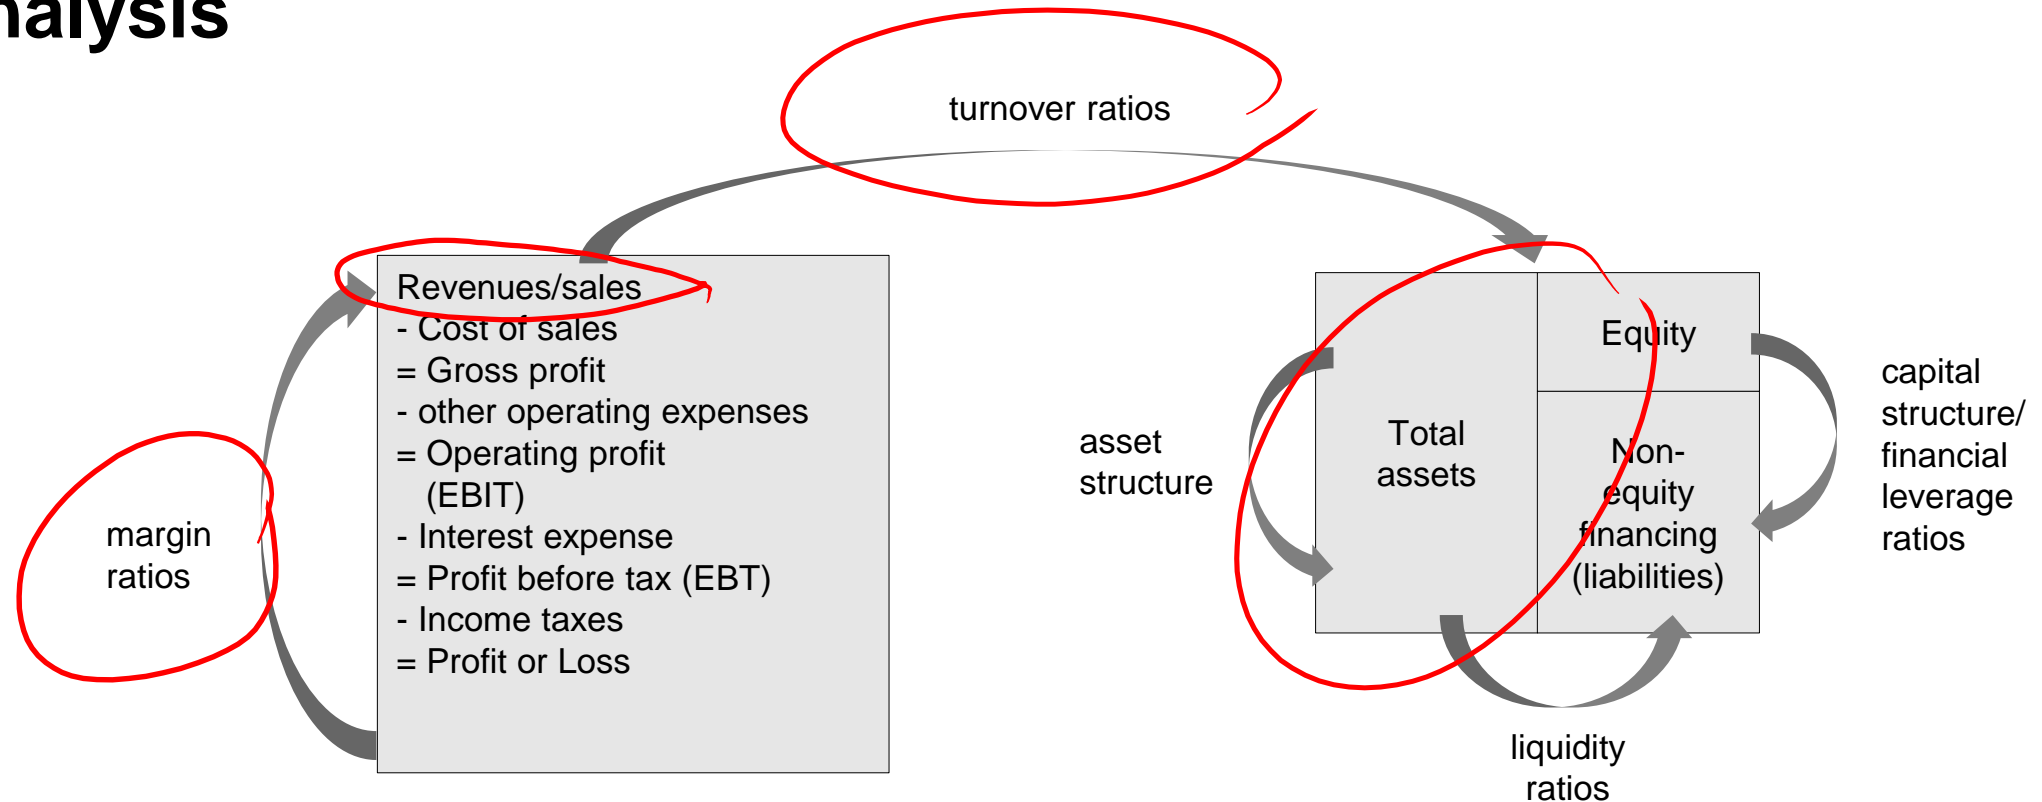 nalysis
turnover ratios
Revenues/sales
- Cost of sales
= Gross profit
- other operating expenses
= Operating profit
(EBIT)
- Interest expense
= Profit before tax (EBT)
- Income taxes
= Profit or Loss
margin
ratios
asset
structure
Total
assets
Equity
Non-
equity
financing
(liabilities)
capital
structure/
financial
leverage
ratios
liquidity
ratios